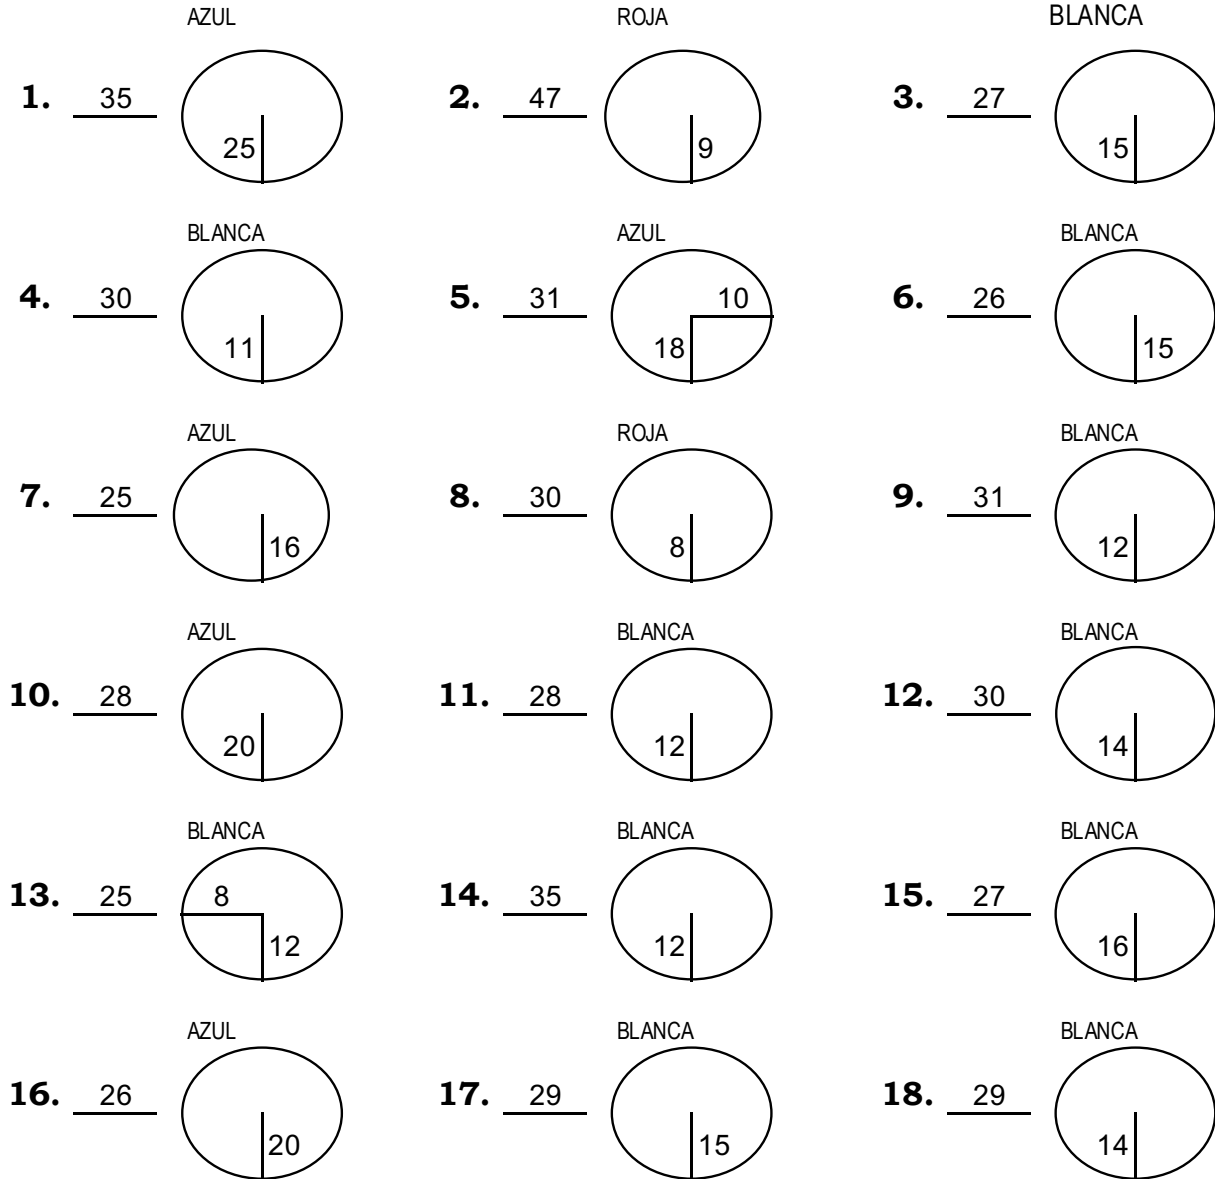 AZUL ROJA BLANCA
1. 35 25 2. 47 9 3. 27 15
BLANCA AZUL BLANCA
4. 30 11 5. 31 10 18 6. 26 15
AZUL ROJA BLANCA
7. 25 16 8. 30 8 9. 31 12
AZUL BLANCA BLANCA
10. 28 20 11. 28 12 12. 30 14
BLANCA BLANCA BLANCA
13. 25 8 12 14. 35 12 15. 27 16
AZUL BLANCA BLANCA
16. 26 20 17. 29 15 18. 29 14